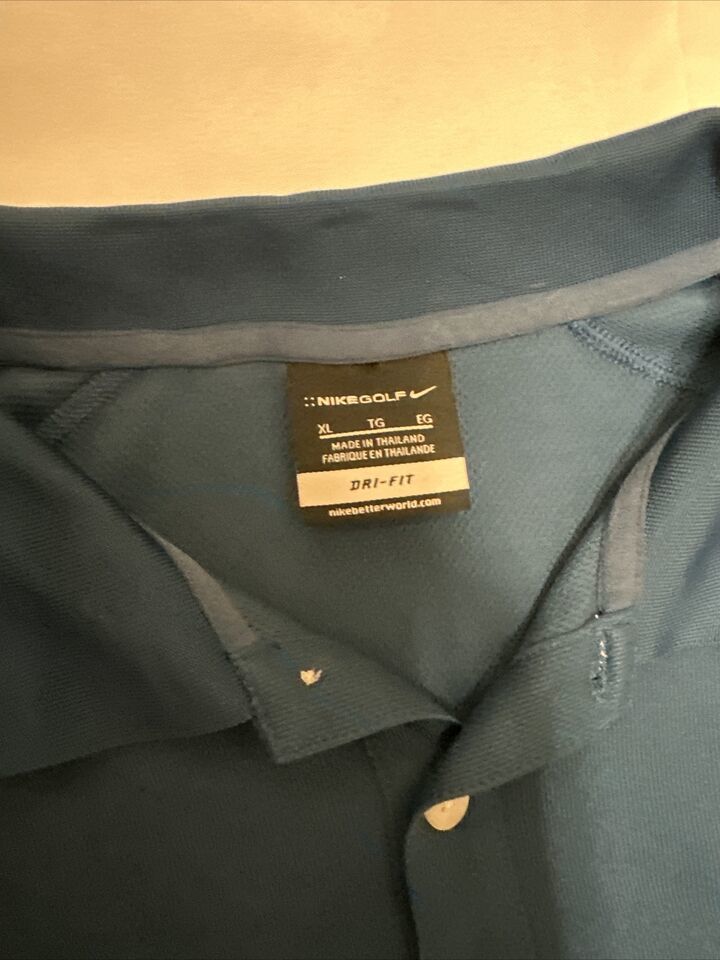 NIKEGOLF
XL TG EG
MADE IN THAILAND
FABRIQUE EN THAILANDE
DRI-FIT
nikebetterworld.com